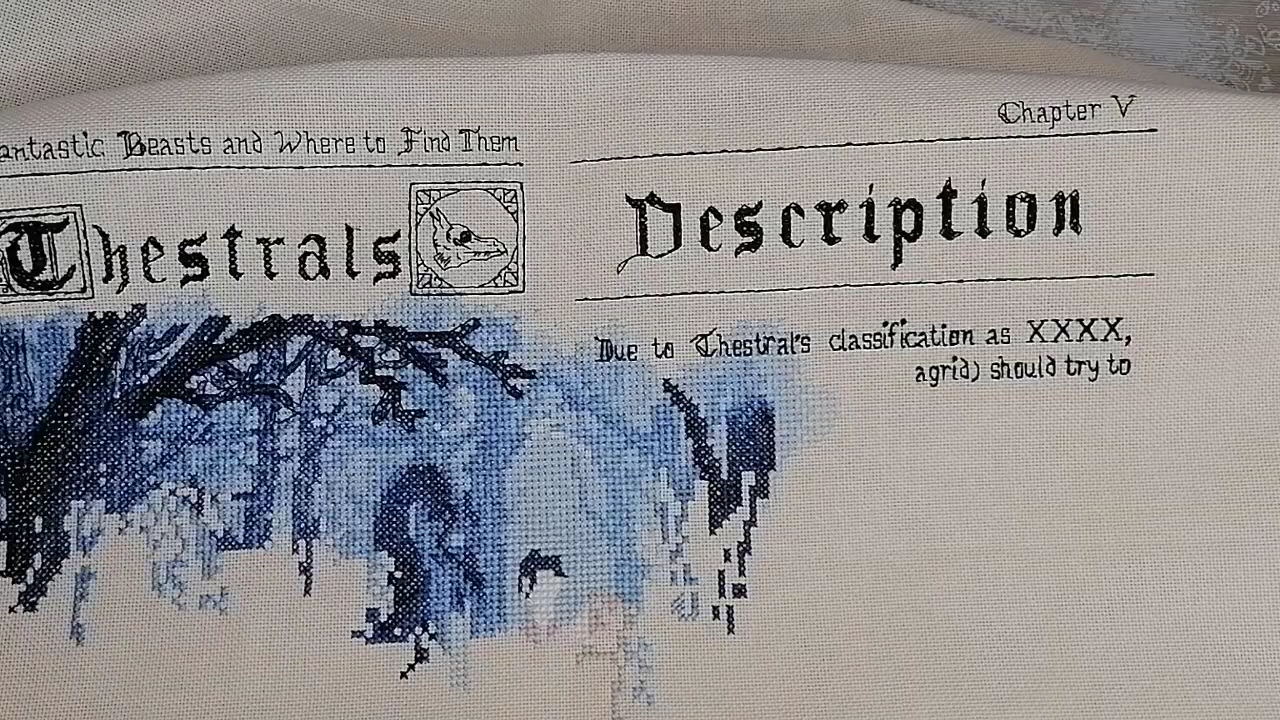 antastic Beasts and Where to Find Them
Thestrals
Chapter V
Description
Due to Thestral's classification as XXXX,
agrid) should try to